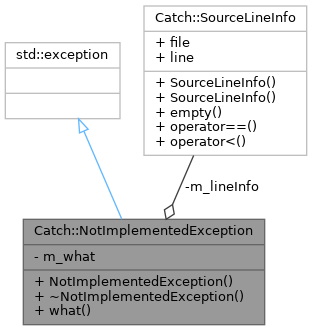 Catch::SourceLineInfo
+ file
+ line
+ SourceLineInfo()
+ SourceLineInfo()
+ empty()
+ operator==()
+ operator<()
std::exception
-m_lineInfo
Catch::NotImplementedException
- m_what
+ NotImplementedException()
+ ~NotImplementedException()
+ what()